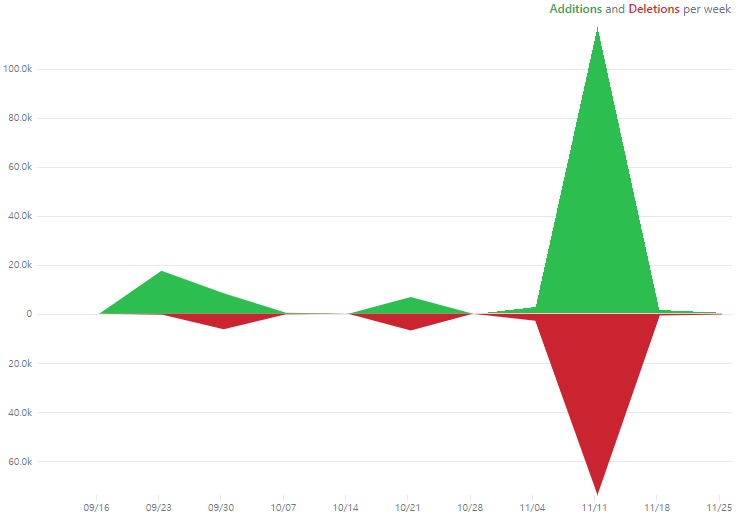 Additions and Deletions per week
100.0k
80.0k
60.0k
40.0k
20.0k
0
20.0k
40.0k
60.0k
09/16 09/23 09/30 10/07 10/14 10/21 10/28 11/04 11/11 11/18 11/25